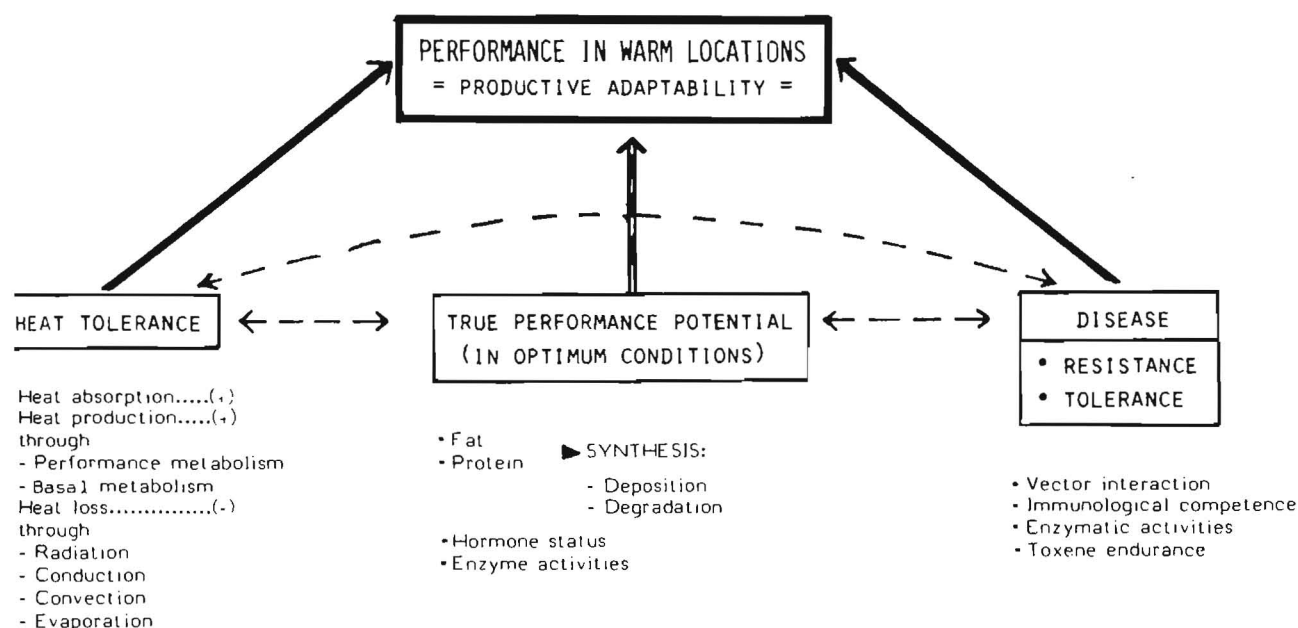 PERFORMANCE IN WARM LOCATIONS
= PRODUCTIVE ADAPTABILITY =
HEAT TOLERANCE
Heat absorption.....(+)
Heat production.....(+)
through
- Performance metabolism
- Basal metabolism
Heat loss...............(-)
through
- Radiation
- Conduction
- Convection
- Evaporation
TRUE PERFORMANCE POTENTIAL
(IN OPTIMUM CONDITIONS)
• Fat
• Protein
▶ SYNTHESIS:
- Deposition
- Degradation
• Hormone status
• Enzyme activities
DISEASE
• RESISTANCE
• TOLERANCE
• Vector interaction
• Immunological competence
• Enzymatic activities
• Toxene endurance